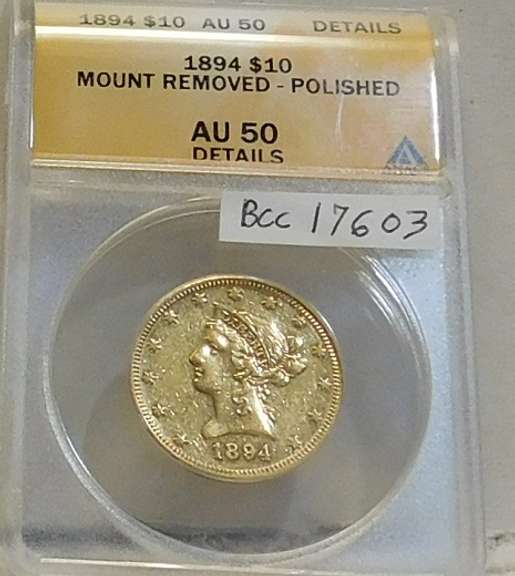 1894 $10 AU 50 DETAILS
1894 $10
MOUNT REMOVED - POLISHED
AU 50
DETAILS
BCC 17603
1894